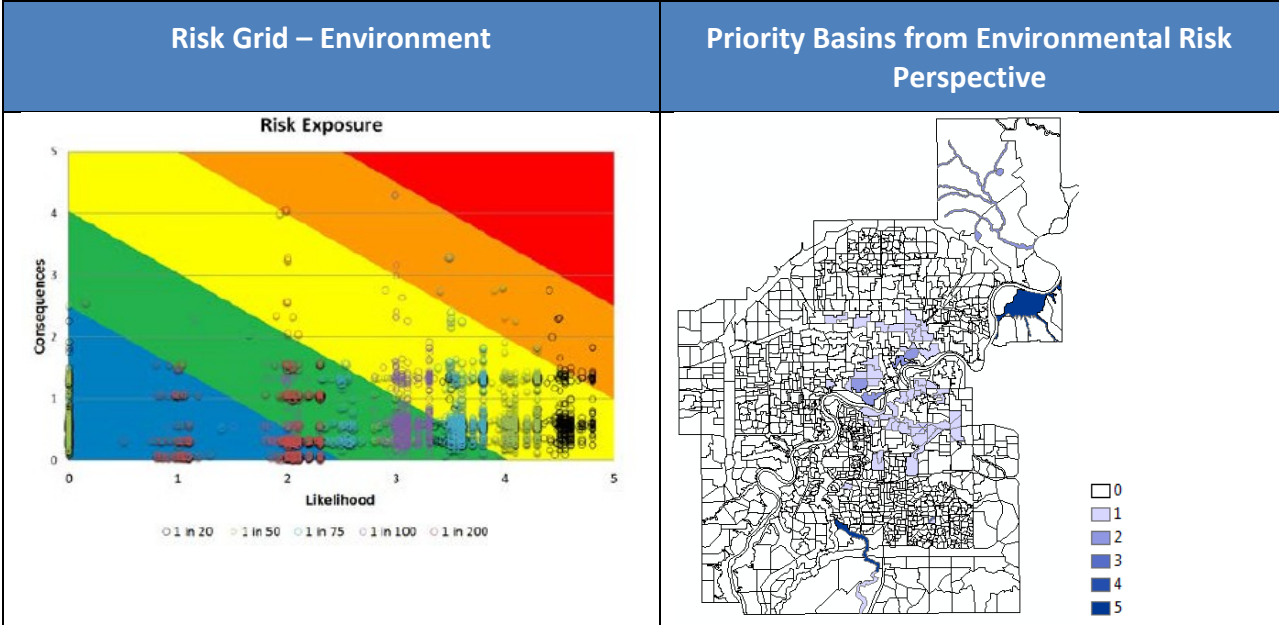 Risk Grid – Environment
Priority Basins from Environmental Risk
Perspective
Risk Exposure
5
4
3
2
1
0
Consequences
0 1 2 3 4 5
Likelihood
1 in 20 1 in 50 1 in 75 1 in 100 1 in 200
0
1
2
3
4
5